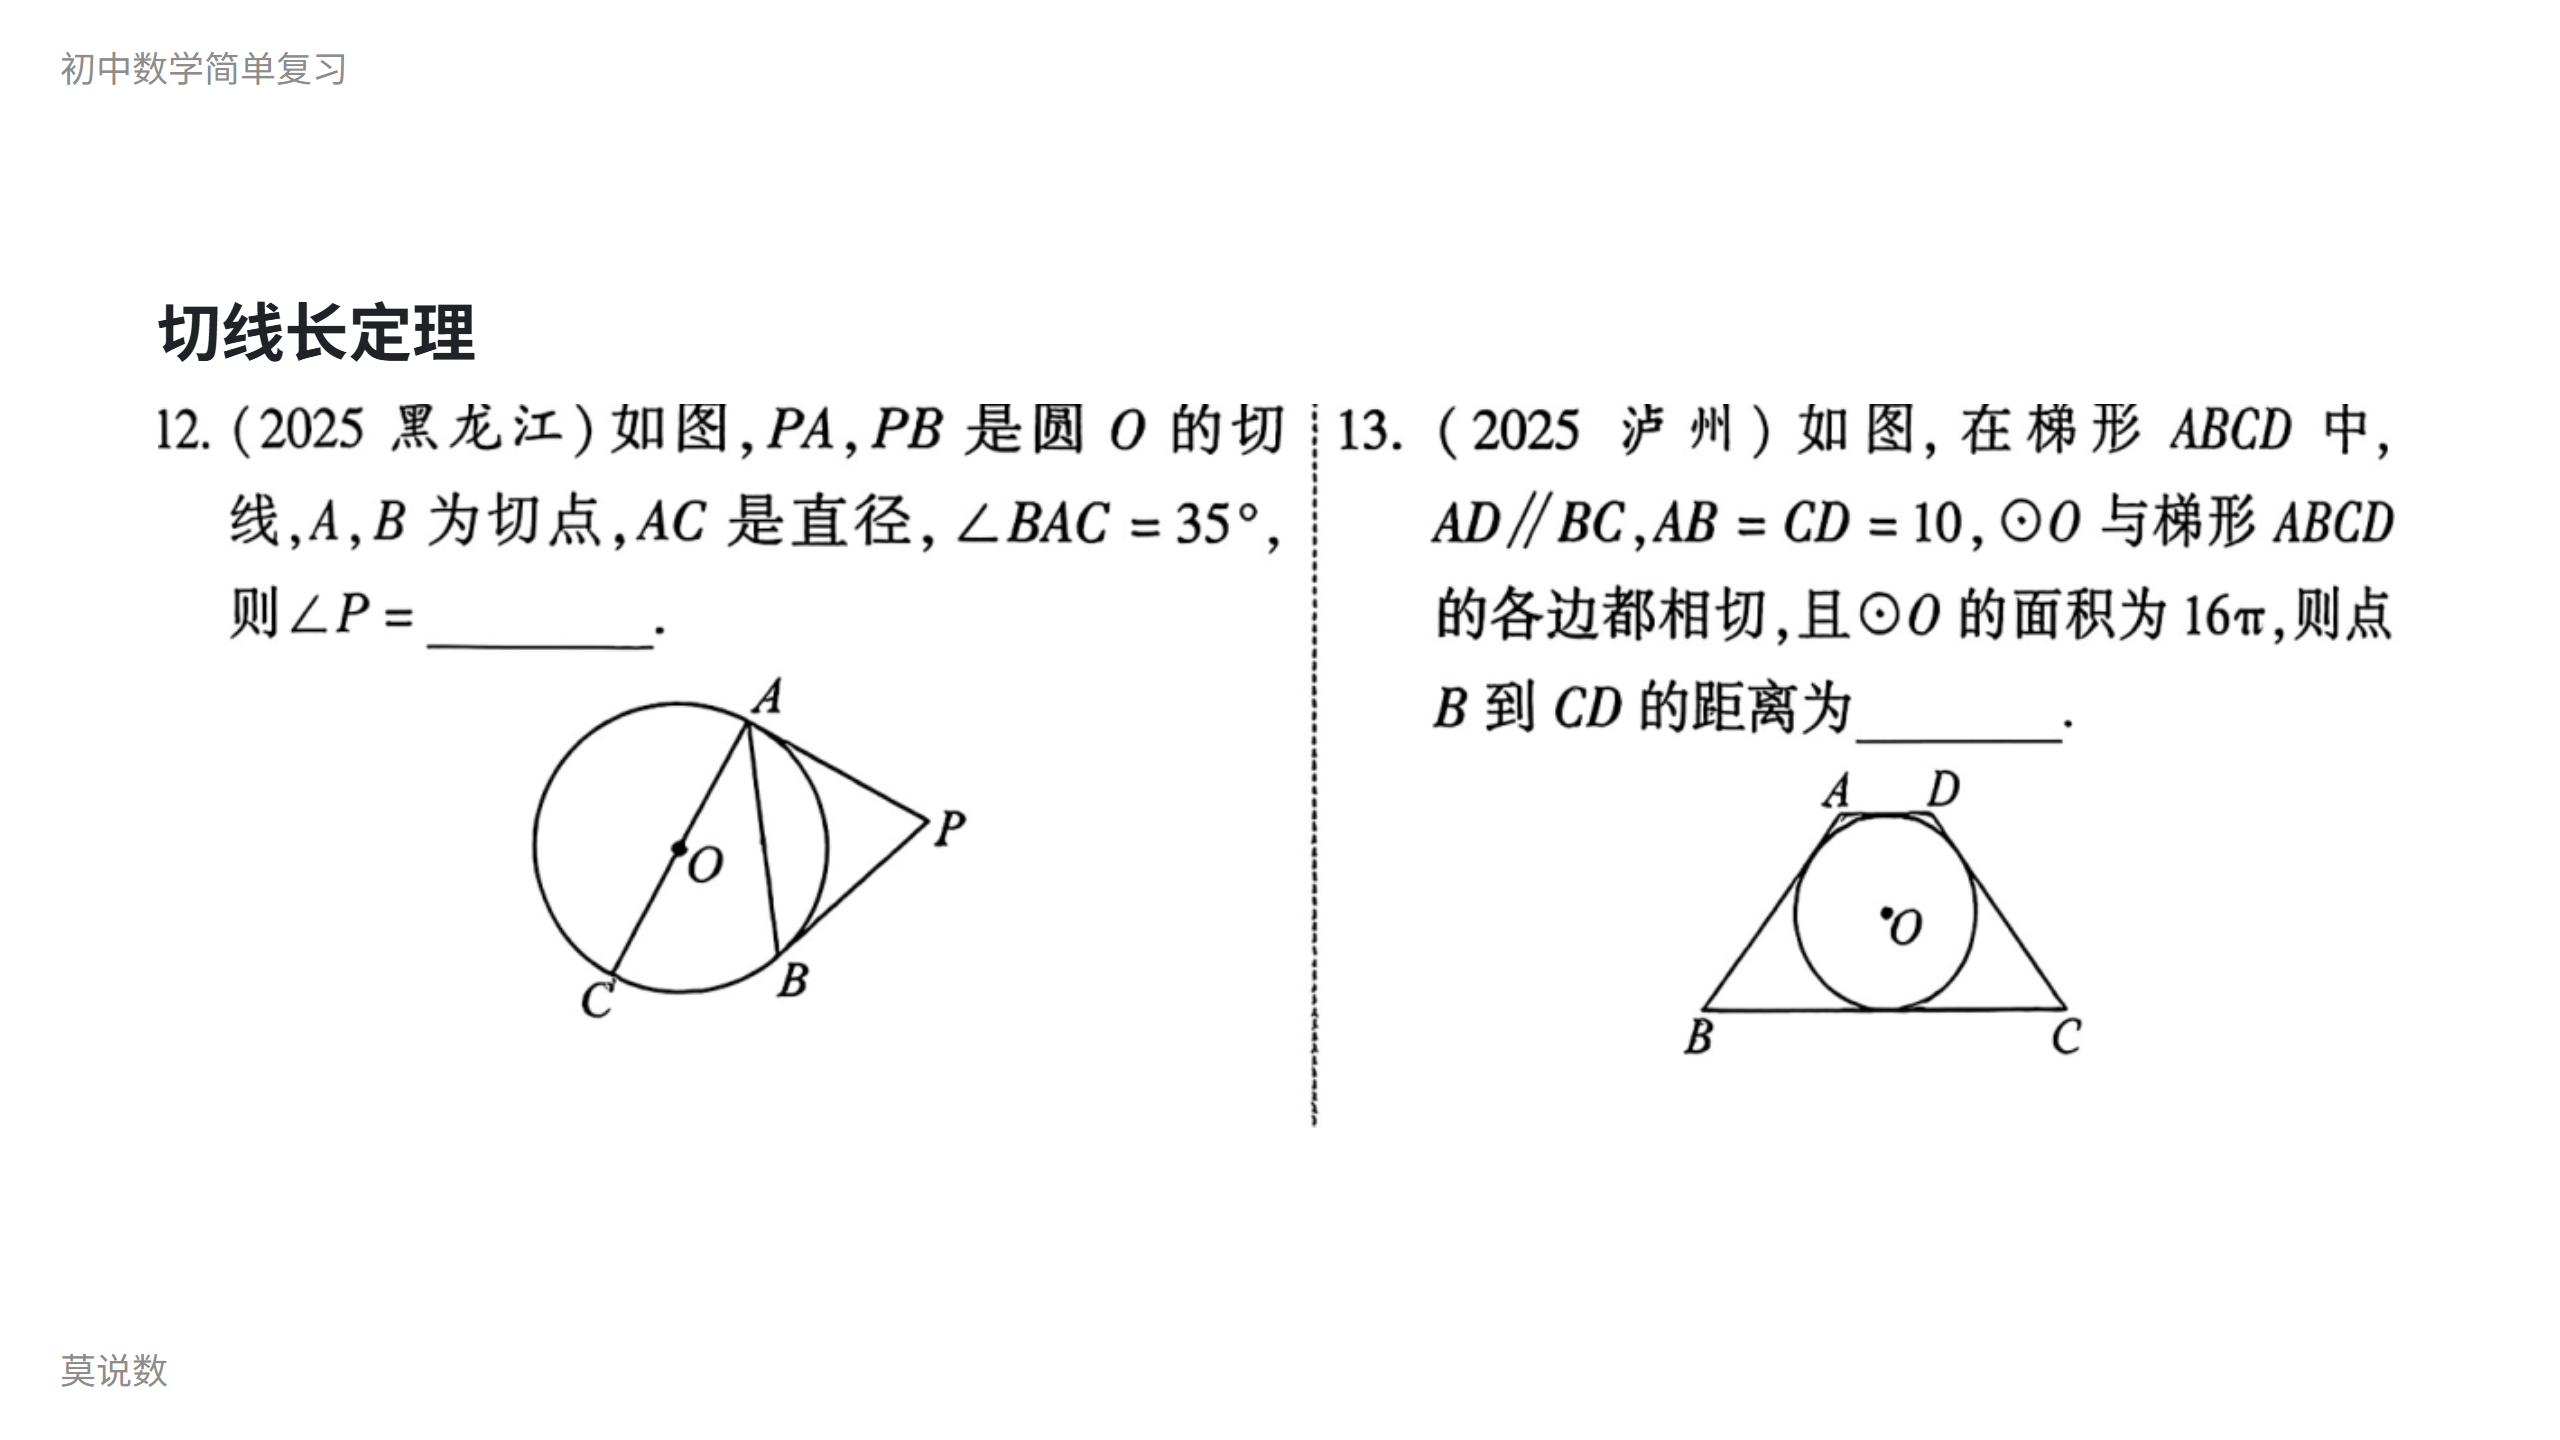 初中数学简单复习
切线长定理
12. (2025 黑龙江) 如图, PA, PB 是圆 O 的切
线, A, B 为切点, AC 是直径, ∠BAC = 35°,
则∠P = ________.
A
P
O
C
B
13. (2025 泸州) 如图, 在梯形 ABCD 中,
AD∥BC, AB = CD = 10, ⊙O 与梯形 ABCD
的各边都相切, 且⊙O 的面积为 16π, 则点
B 到 CD 的距离为________.
A D
O
B C
莫说数